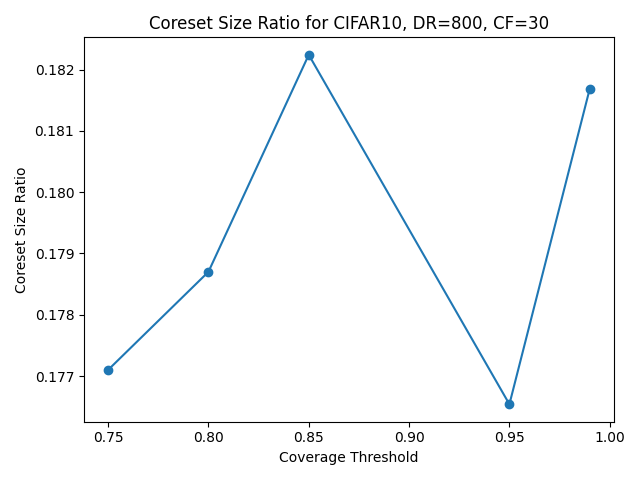 Coreset Size Ratio for CIFAR10, DR=800, CF=30
0.182
0.181
0.180
0.179
0.178
0.177
Coreset Size Ratio
0.75 0.80 0.85 0.90 0.95 1.00
Coverage Threshold